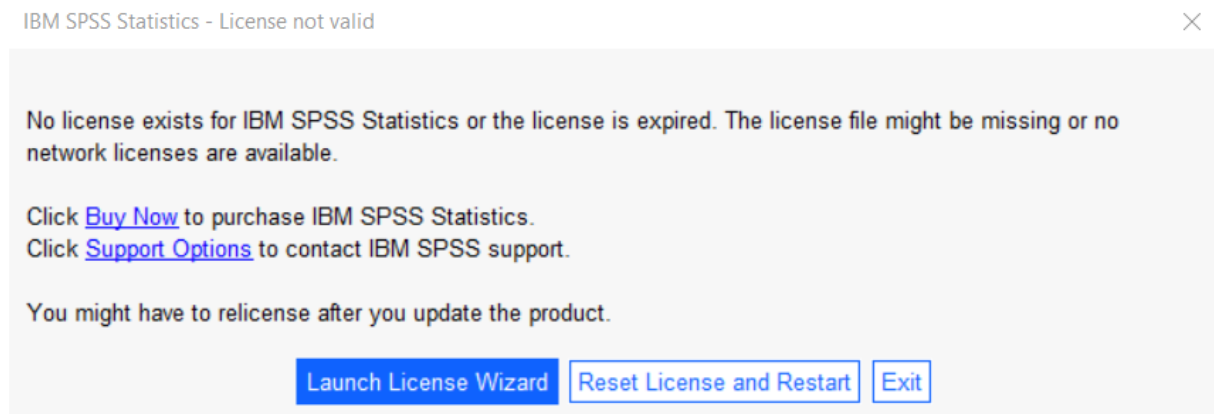 IBM SPSS Statistics - License not valid
No license exists for IBM SPSS Statistics or the license is expired. The license file might be missing or no
network licenses are available.
Click Buy Now to purchase IBM SPSS Statistics.
Click Support Options to contact IBM SPSS support.
You might have to relicense after you update the product.
Launch License Wizard Reset License and Restart Exit